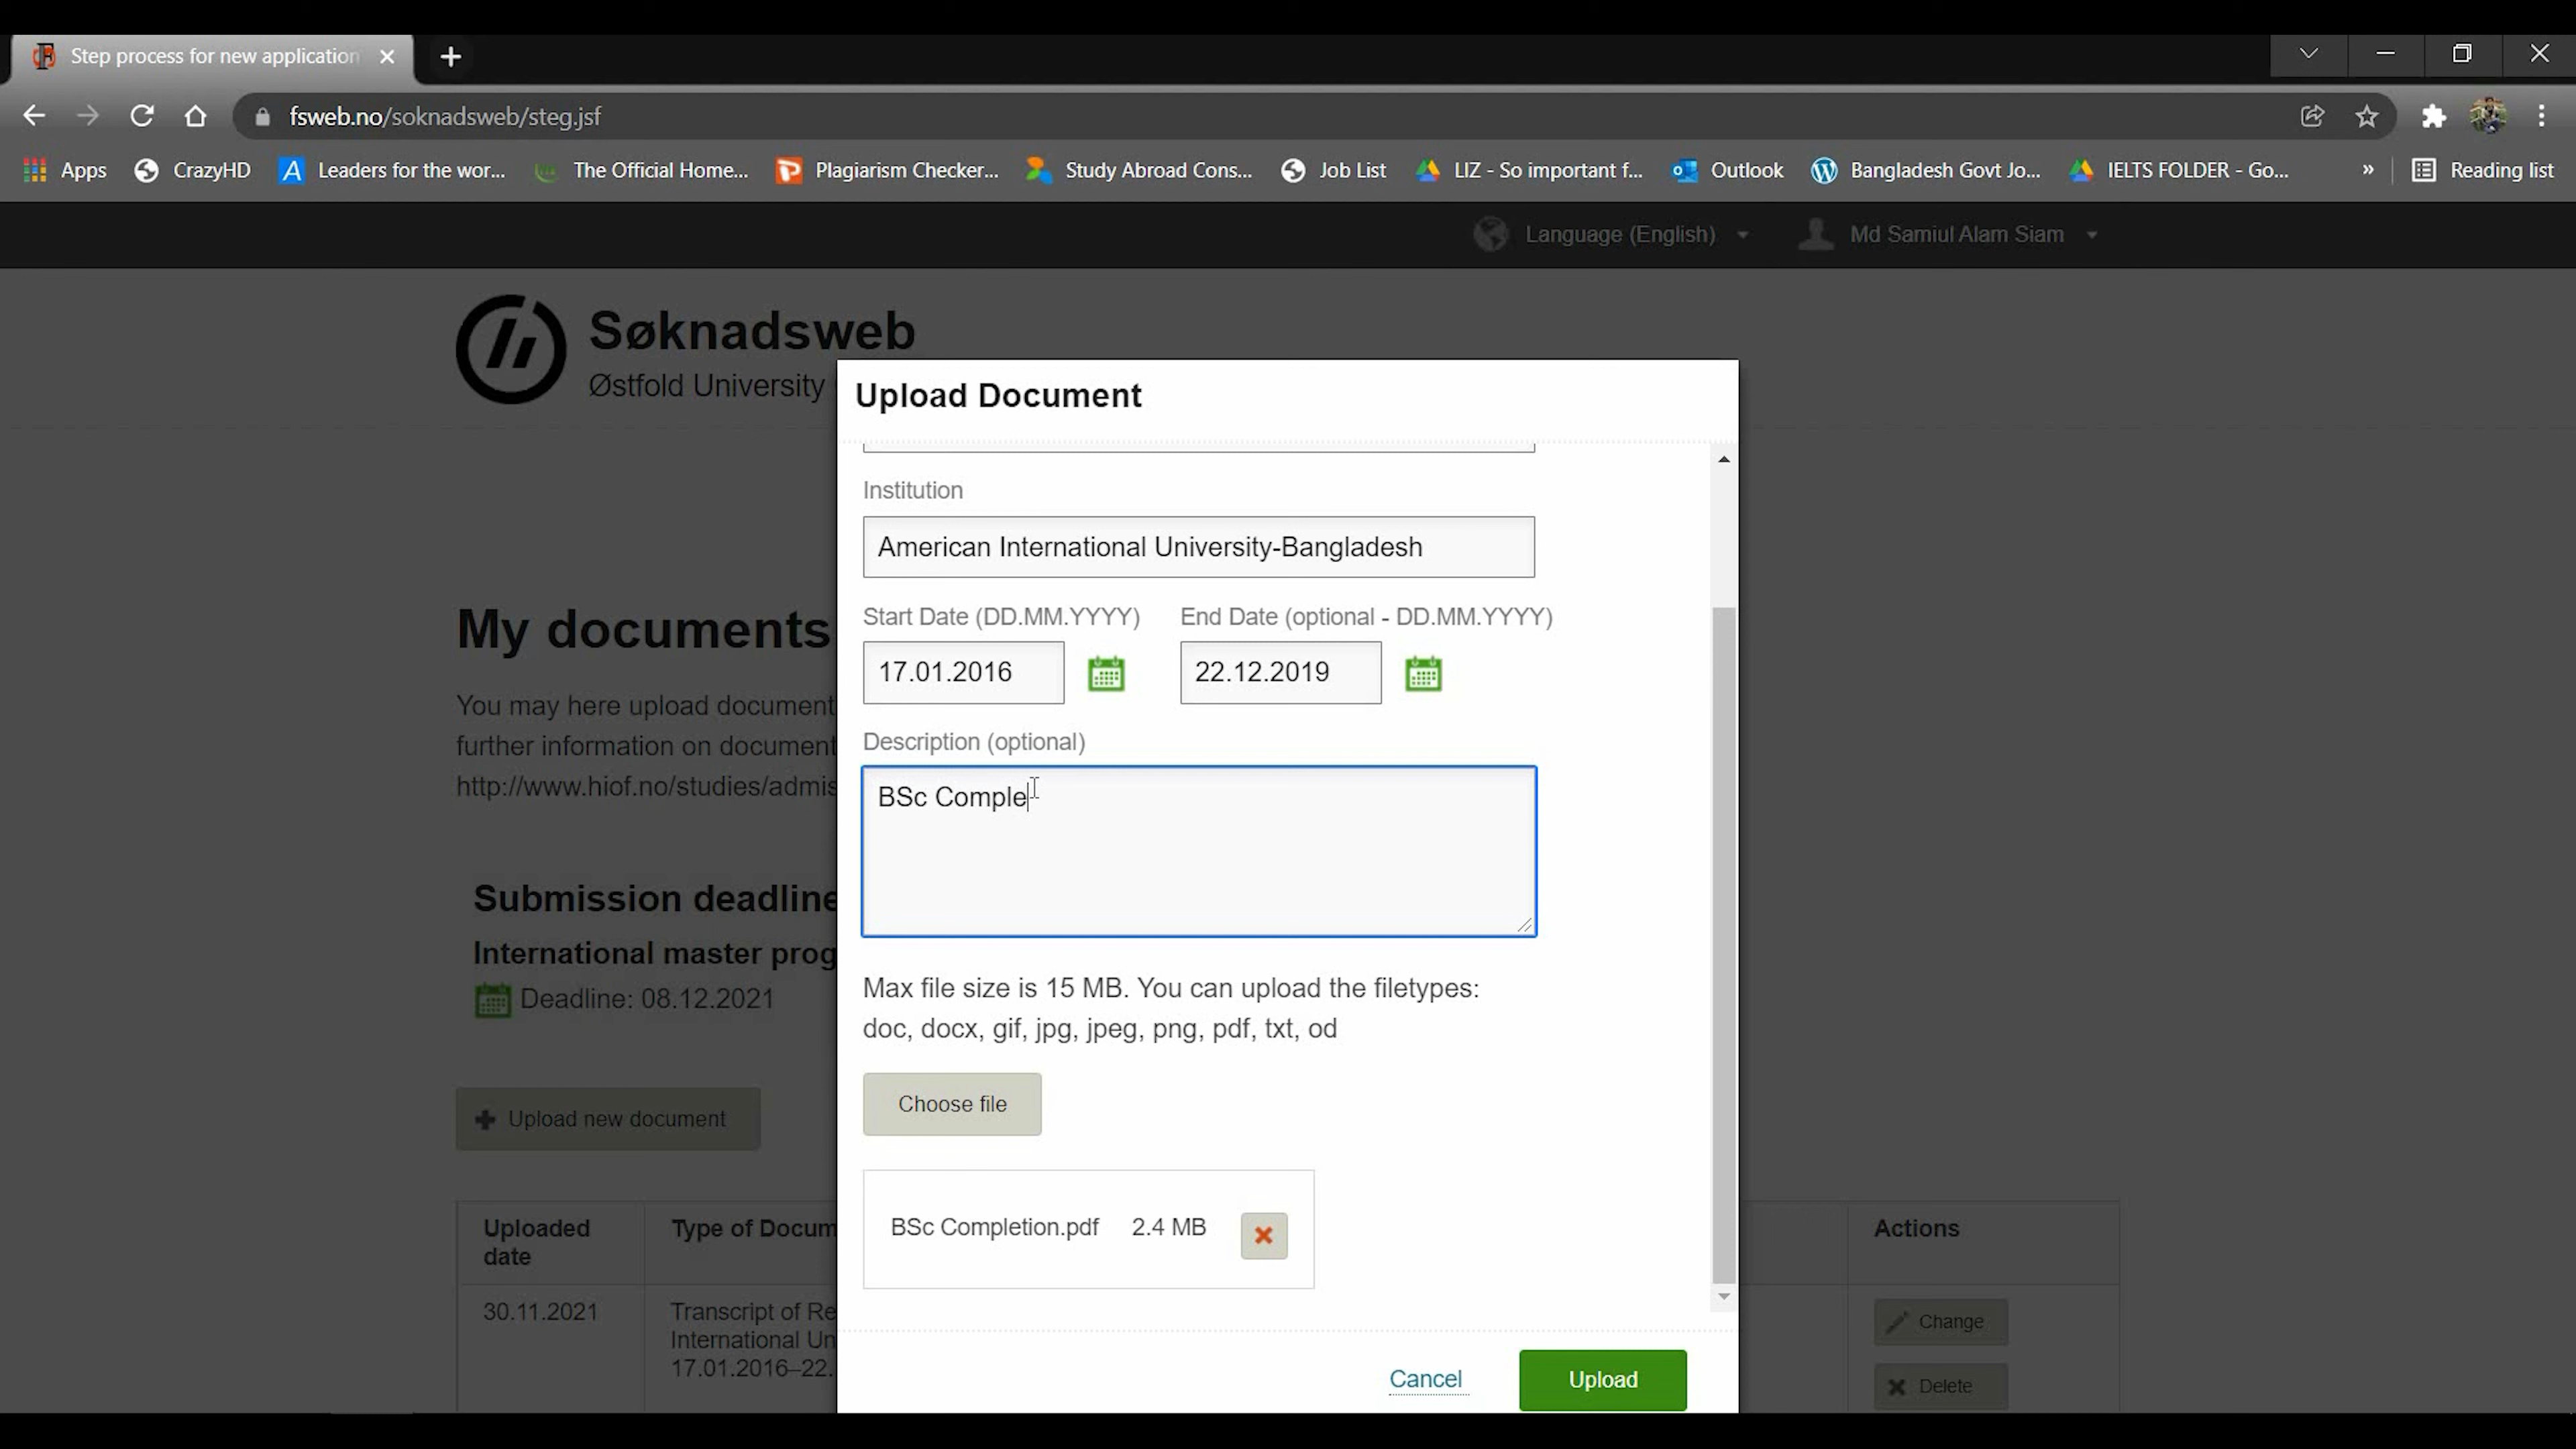 Step process for new application
fsweb.no/soknadsweb/steg.jsf
Apps
CrazyHD
Leaders for the wor...
The Official Home...
Plagiarism Checker...
Study Abroad Cons...
Job List
LIZ - So important f...
Outlook
Bangladesh Govt Jo...
IELTS FOLDER - Go...
»
Reading list
Language (English)
Md Samiul Alam Siam
Søknadsweb
Østfold University
Upload Document
Institution
American International University-Bangladesh
Start Date (DD.MM.YYYY)
End Date (optional - DD.MM.YYYY)
17.01.2016
22.12.2019
Description (optional)
BSc Comple
Max file size is 15 MB. You can upload the filetypes:
doc, docx, gif, jpg, jpeg, png, pdf, txt, od
Choose file
BSc Completion.pdf 2.4 MB
Cancel
Upload
My documents
You may here upload document
further information on document
http://www.hiof.no/studies/admis
Submission deadline
International master prog
Deadline: 08.12.2021
Upload new document
Uploaded
date
Type of Docum
Actions
30.11.2021
Transcript of Re
International Un
17.01.2016–22.
Change
Delete